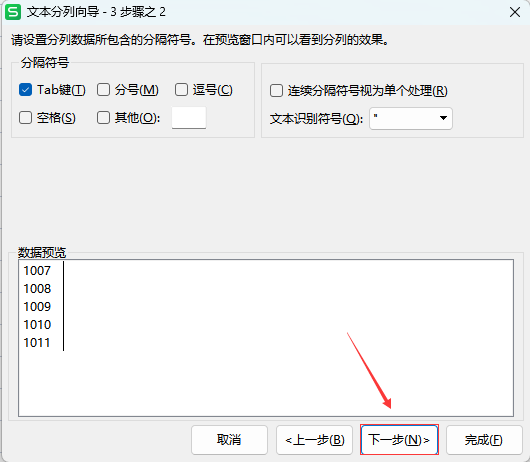 S 文本分列向导 - 3 步骤之 2
请设置分列数据所包含的分隔符号。在预览窗口内可以看到分列的效果。
分隔符号
Tab键(T) 分号(M) 逗号(C)
空格(S) 其他(O):
连续分隔符号视为单个处理(R)
文本识别符号(Q): "
数据预览
1007
1008
1009
1010
1011
取消 <上一步(B) 下一步(N)> 完成(F)